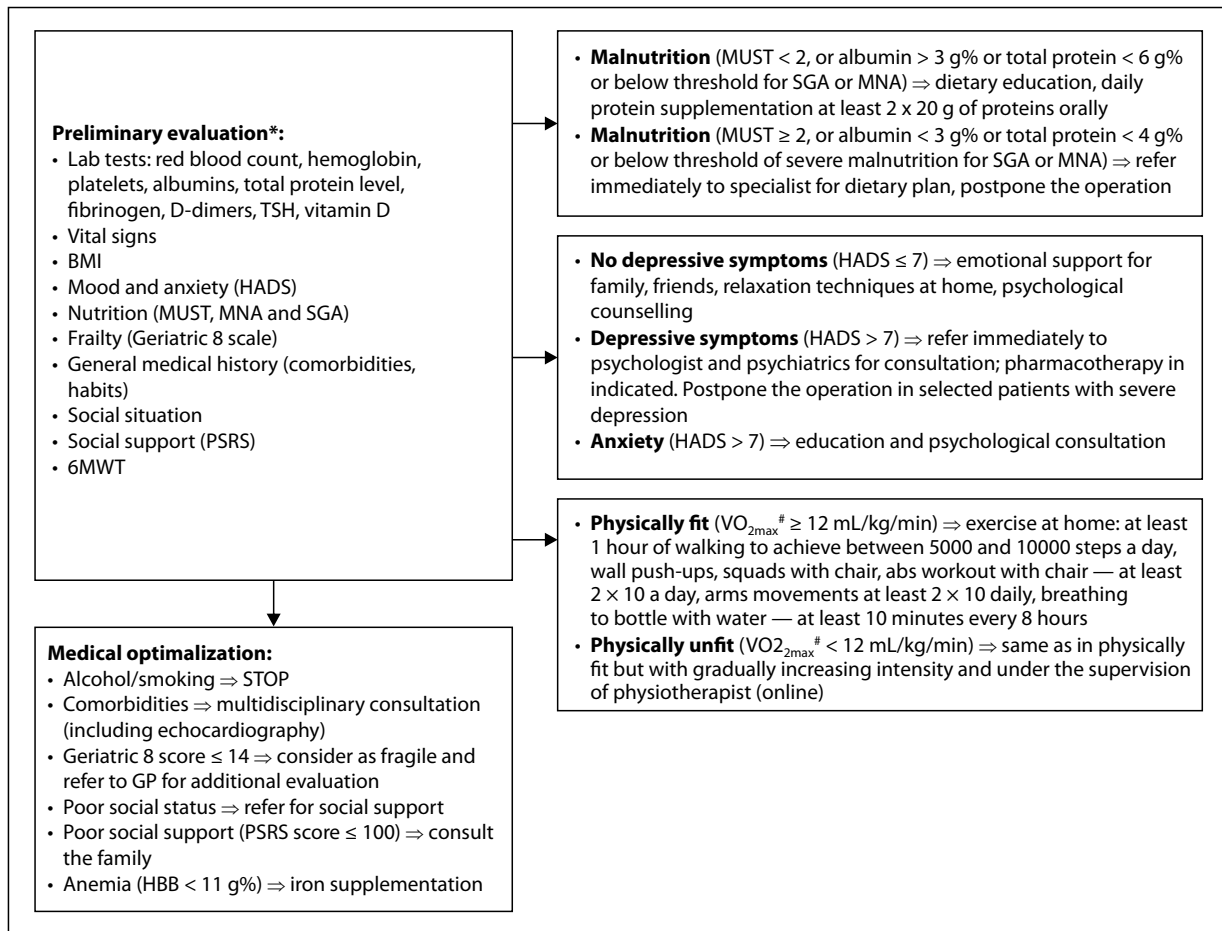 Preliminary evaluation*:
• Lab tests: red blood count, hemoglobin,
platelets, albumins, total protein level,
fibrinogen, D-dimers, TSH, vitamin D
• Vital signs
• BMI
• Mood and anxiety (HADS)
• Nutrition (MUST, MNA and SGA)
• Frailty (Geriatric 8 scale)
• General medical history (comorbidities,
habits)
• Social situation
• Social support (PSRS)
• 6MWT
Medical optimalization:
• Alcohol/smoking ⇒ STOP
• Comorbidities ⇒ multidisciplinary consultation
(including echocardiography)
• Geriatric 8 score ≤ 14 ⇒ consider as fragile and
refer to GP for additional evaluation
• Poor social status ⇒ refer for social support
• Poor social support (PSRS score ≤ 100) ⇒ consult
the family
• Anemia (HBB < 11 g%) ⇒ iron supplementation
• Malnutrition (MUST < 2, or albumin > 3 g% or total protein < 6 g%
or below threshold for SGA or MNA) ⇒ dietary education, daily
protein supplementation at least 2 x 20 g of proteins orally
• Malnutrition (MUST ≥ 2, or albumin < 3 g% or total protein < 4 g%
or below threshold of severe malnutrition for SGA or MNA) ⇒ refer
immediately to specialist for dietary plan, postpone the operation
• No depressive symptoms (HADS ≤ 7) ⇒ emotional support for
family, friends, relaxation techniques at home, psychological
counselling
• Depressive symptoms (HADS > 7) ⇒ refer immediately to
psychologist and psychiatrics for consultation; pharmacotherapy in
indicated. Postpone the operation in selected patients with severe
depression
• Anxiety (HADS > 7) ⇒ education and psychological consultation
• Physically fit (VO2max# ≥ 12 mL/kg/min) ⇒ exercise at home: at least
1 hour of walking to achieve between 5000 and 10000 steps a day,
wall push-ups, squads with chair, abs workout with chair — at least
2 × 10 a day, arms movements at least 2 × 10 daily, breathing
to bottle with water — at least 10 minutes every 8 hours
• Physically unfit (VO22max# < 12 mL/kg/min) ⇒ same as in physically
fit but with gradually increasing intensity and under the supervision
of physiotherapist (online)